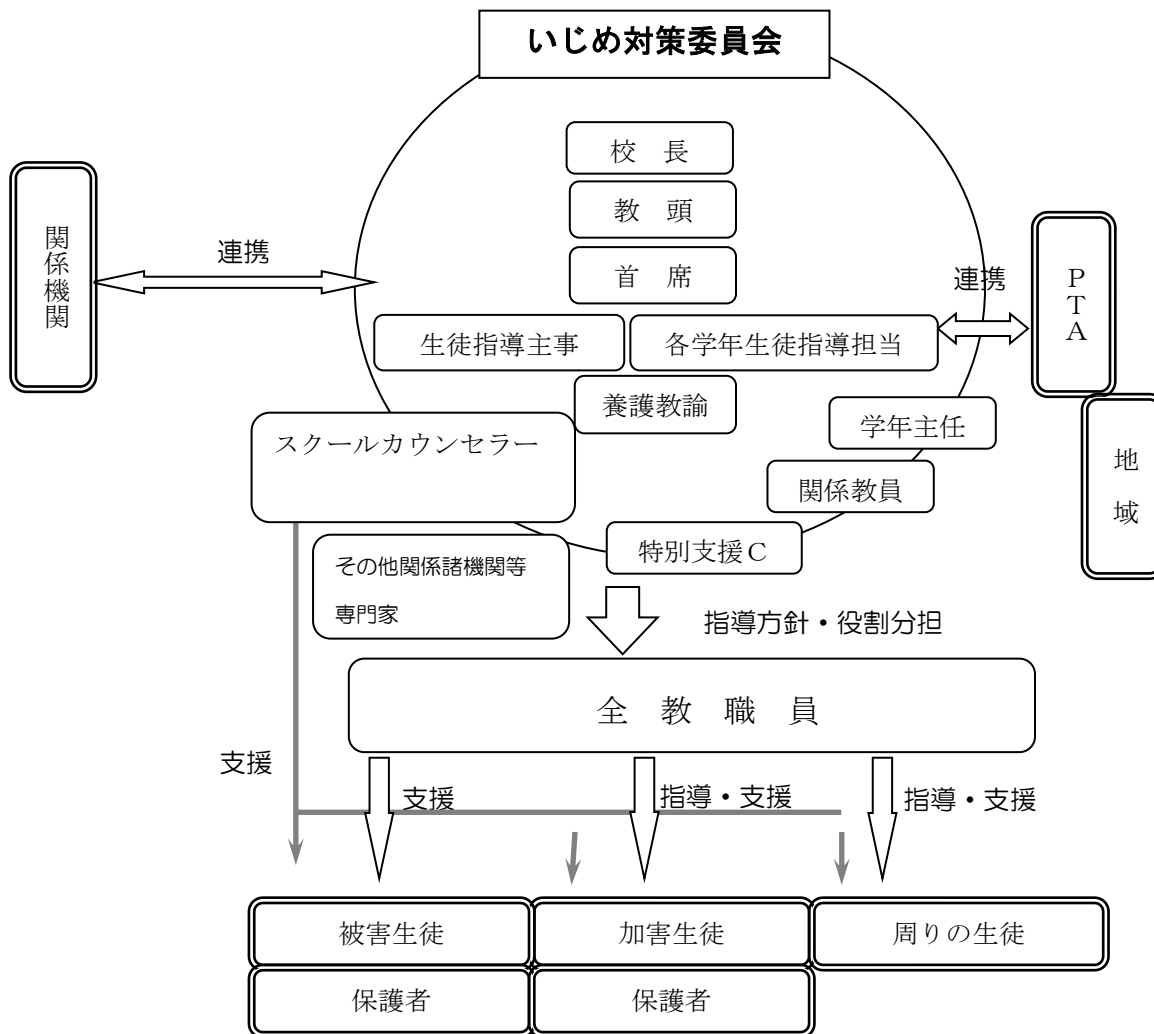 いじめ対策委員会
校　長
教　頭
首　席
関係機関
連携
連携
PTA
生徒指導主事
各学年生徒指導担当
養護教諭
学年主任
スクールカウンセラー
関係教員
地　域
特別支援C
その他関係諸機関等
専門家
指導方針・役割分担
全　教　職　員
支援
支援
指導・支援
指導・支援
被害生徒
加害生徒
周りの生徒
保護者
保護者